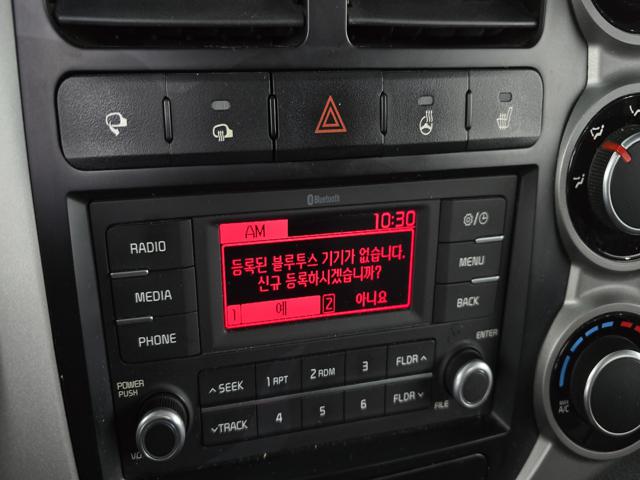 Bluetooth
AM 10:30
등록된 블루투스 기기가 없습니다.
신규 등록하시겠습니까?
1 예 2 아니요
RADIO
MEDIA
PHONE
MENU
BACK
POWER
PUSH
VOL
∧ SEEK 1 RPT 2 RDM 3 FLDR ∧
∨TRACK 4 5 6 FLDR ∨
ENTER
FILE
MAX
A/C